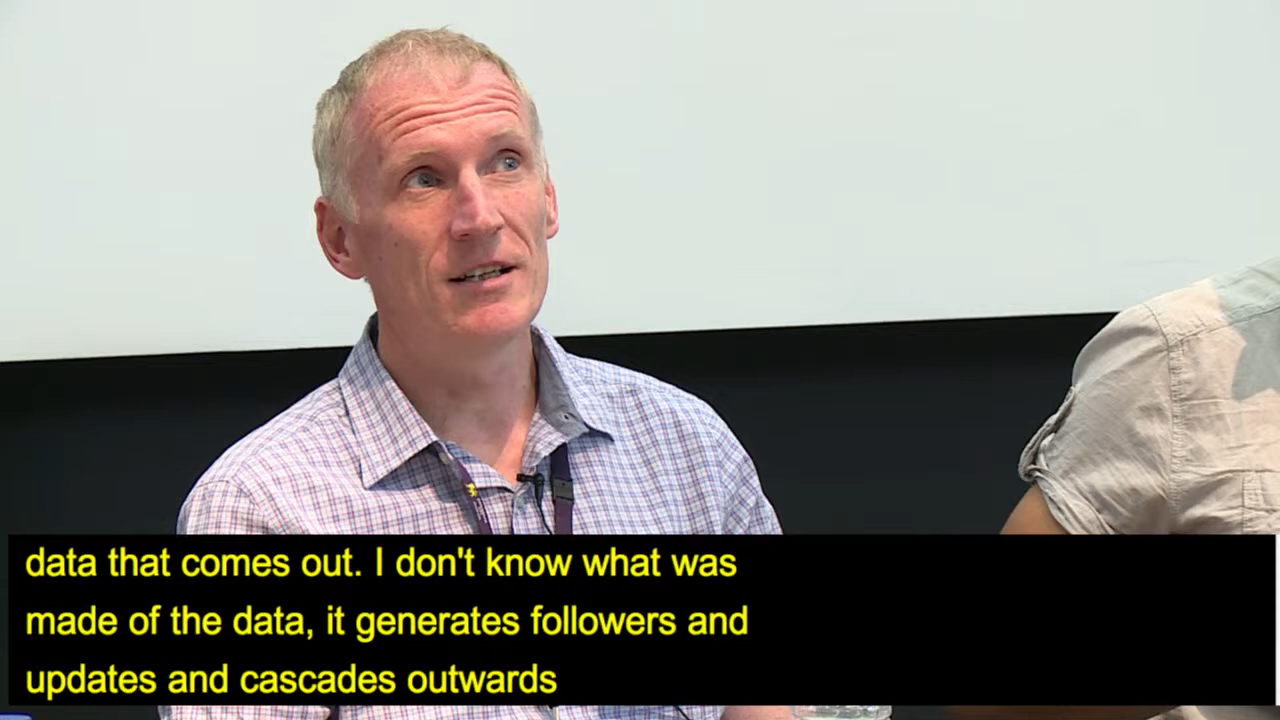 data that comes out. I don't know what was
made of the data, it generates followers and
updates and cascades outwards